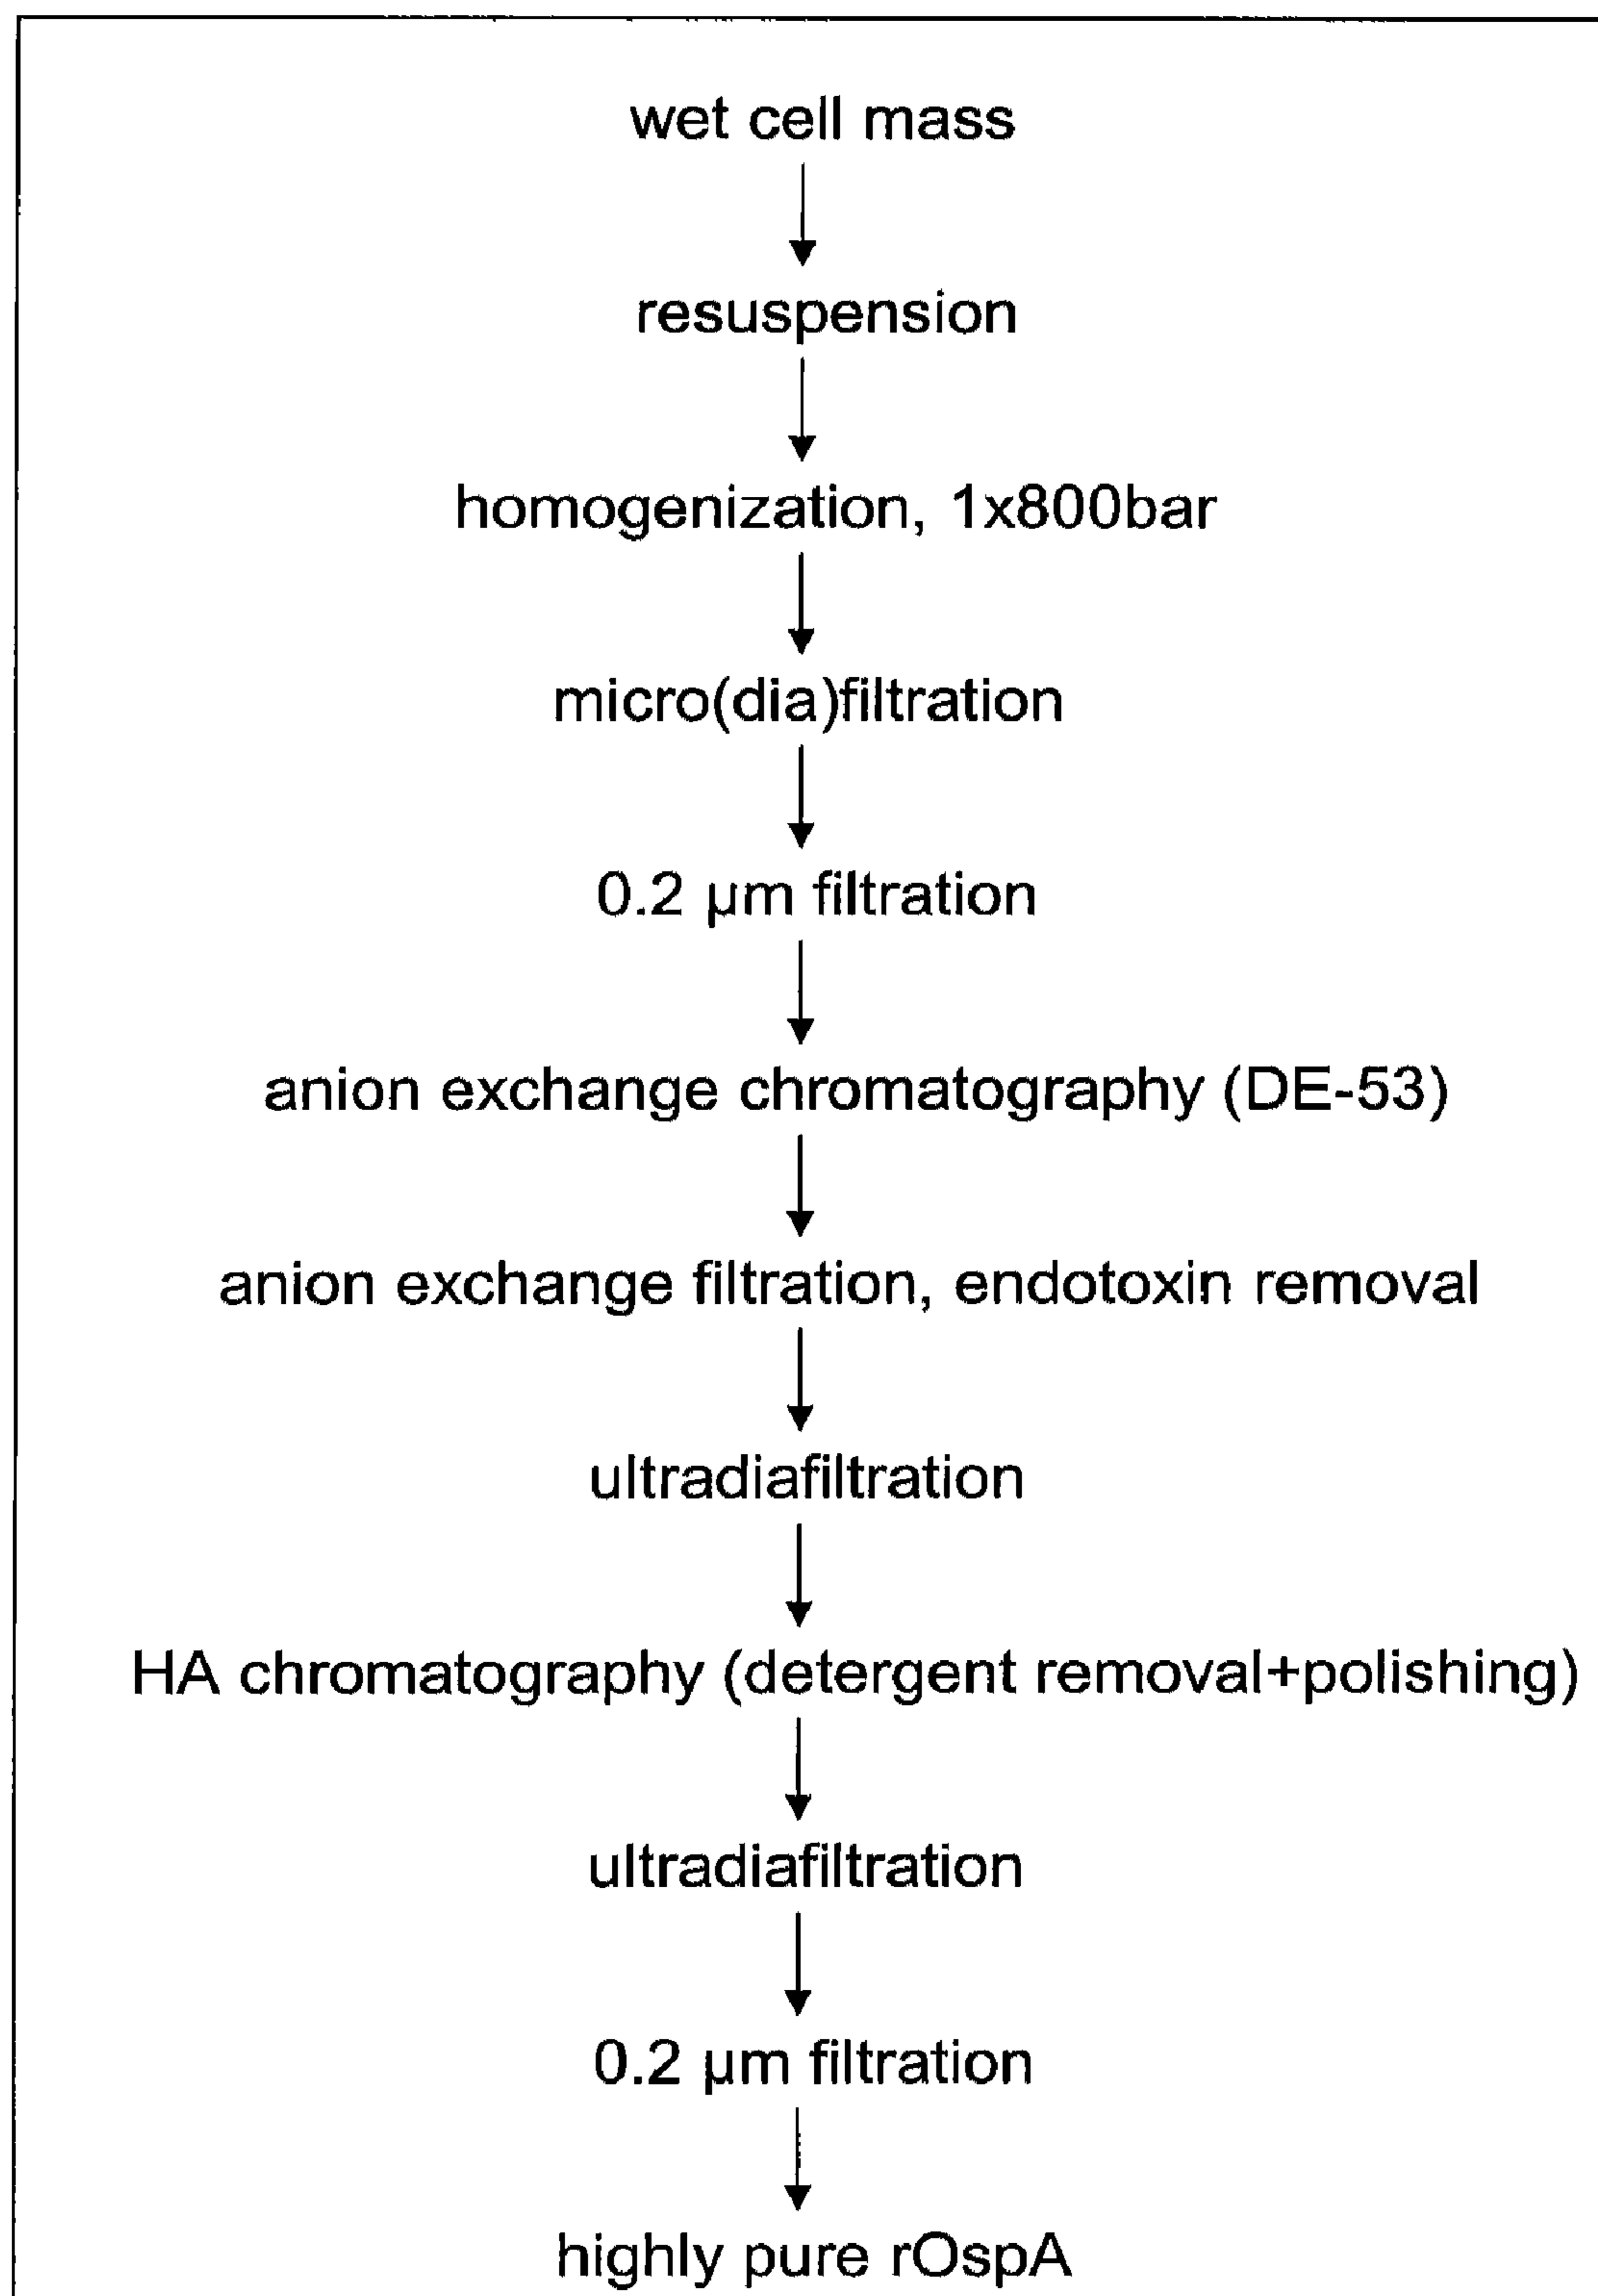 wet cell mass
resuspension
homogenization, 1x800bar
micro(dia)filtration
0.2 µm filtration
anion exchange chromatography (DE-53)
anion exchange filtration, endotoxin removal
ultradiafiltration
HA chromatography (detergent removal+polishing)
ultradiafiltration
0.2 µm filtration
highly pure rOspA